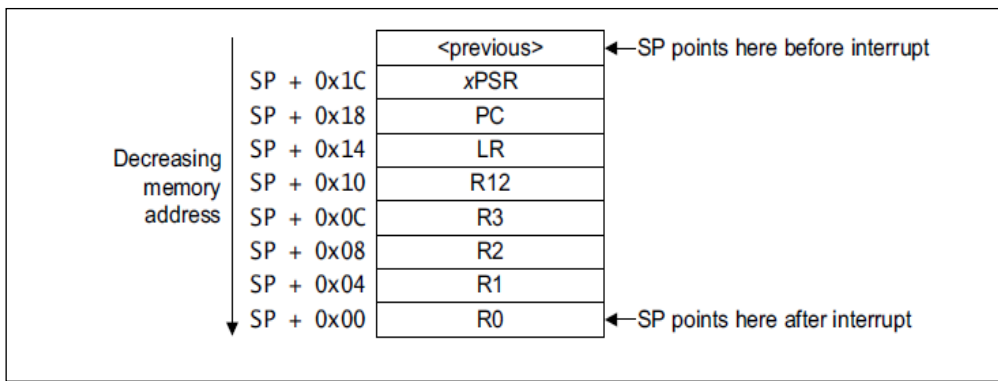 <previous> SP points here before interrupt
SP + 0x1C xPSR
SP + 0x18 PC
SP + 0x14 LR
Decreasing
memory
address
SP + 0x10 R12
SP + 0x0C R3
SP + 0x08 R2
SP + 0x04 R1
SP + 0x00 R0 SP points here after interrupt